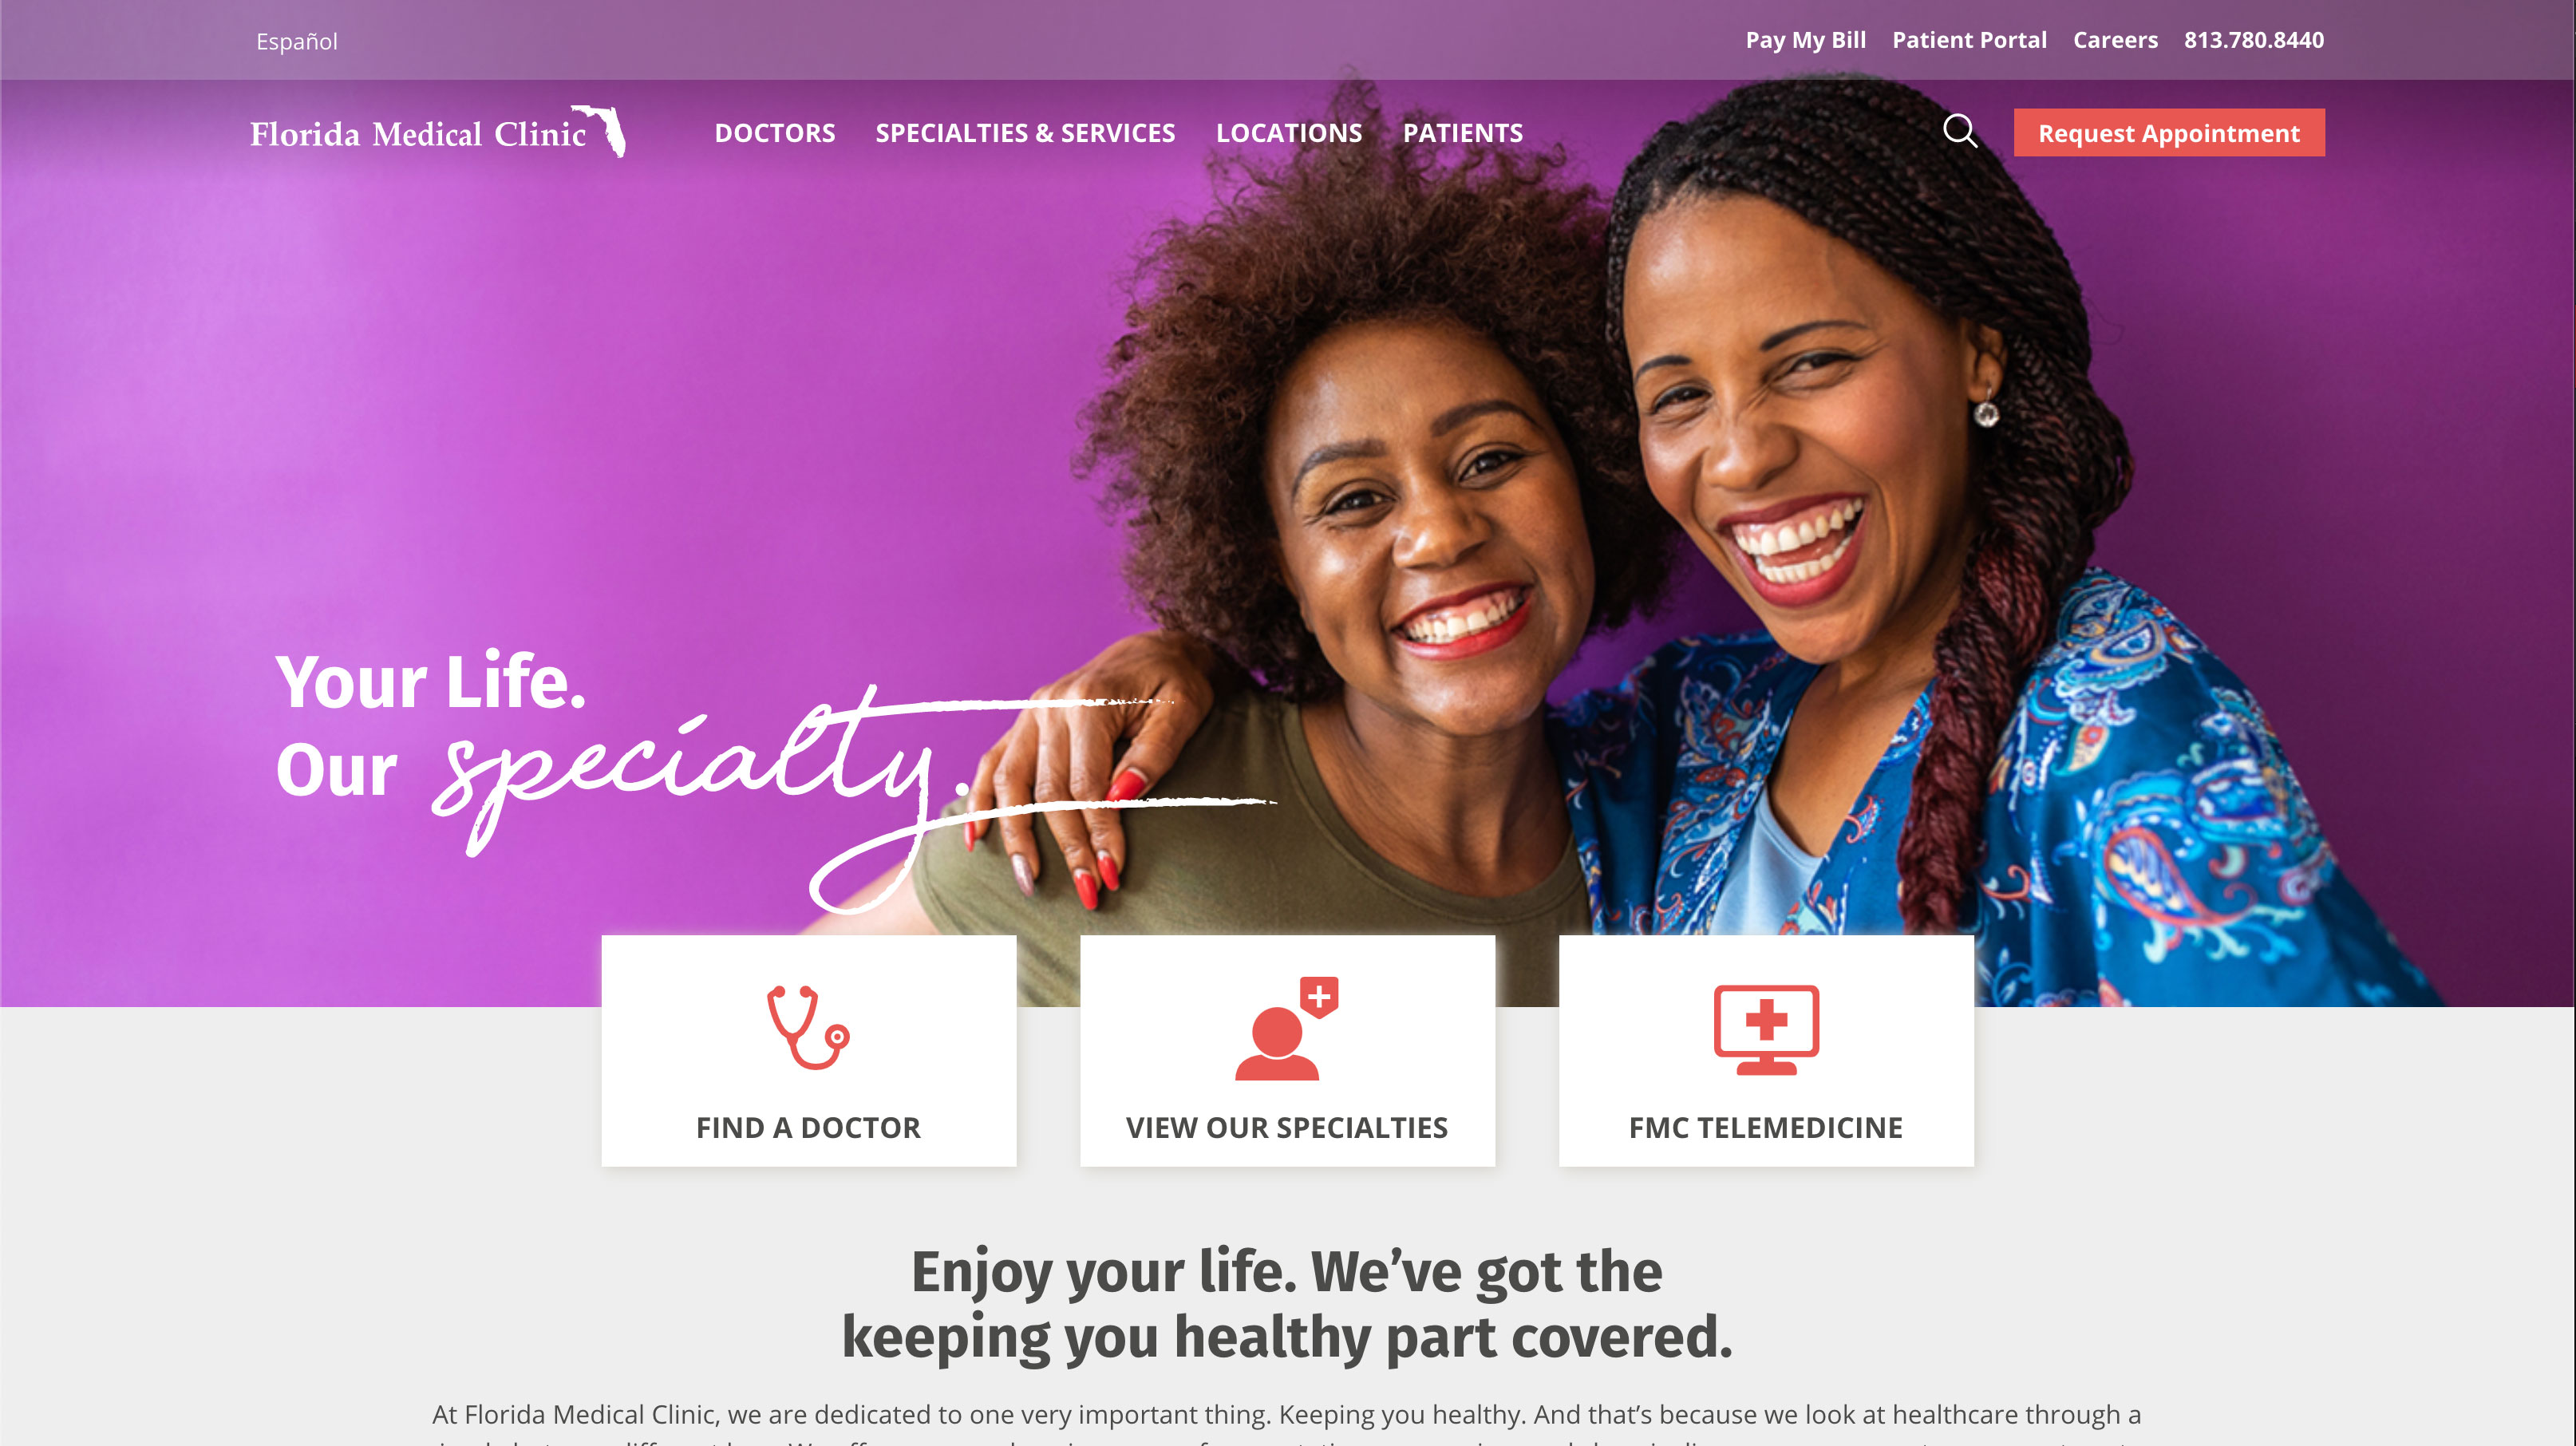 Español
Pay My Bill Patient Portal Careers 813.780.8440
Florida Medical Clinic
DOCTORS SPECIALTIES & SERVICES LOCATIONS PATIENTS
Request Appointment
Your Life.
Our specialty.
FIND A DOCTOR
VIEW OUR SPECIALTIES
FMC TELEMEDICINE
Enjoy your life. We’ve got the
keeping you healthy part covered.
At Florida Medical Clinic, we are dedicated to one very important thing. Keeping you healthy. And that’s because we look at healthcare through a